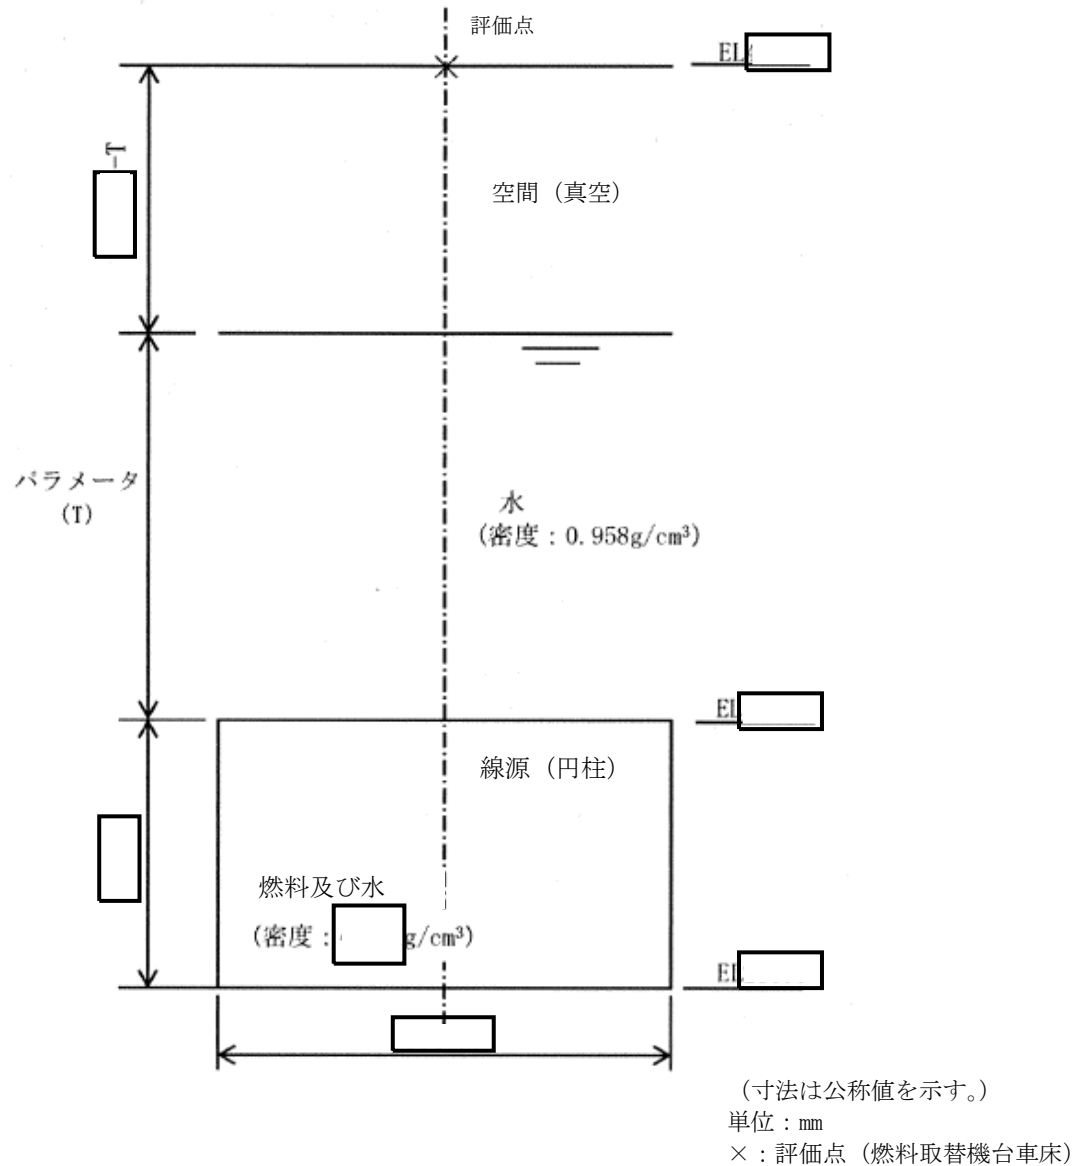 評価点
EL
-T
空間（真空）
パラメータ
(T)
水
(密度：0.958g/cm³)
EL
線源（円柱）
燃料及び水
(密度： g/cm³)
EL
（寸法は公称値を示す。）
単位：mm
×：評価点（燃料取替機台車床）